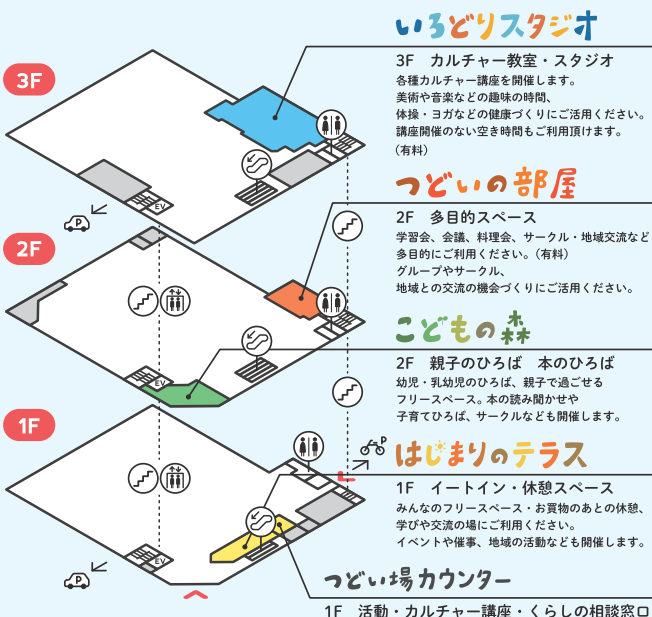 いろどりスタジオ
3F カルチャー教室・スタジオ
各種カルチャー講座を開催します。
美術や音楽などの趣味の時間、
体操・ヨガなどの健康づくりにご活用ください。
講座開催のない空き時間もご利用頂けます。
(有料)
3F
EV
P
つどいの部屋
2F 多目的スペース
学習会、会議、料理会、サークル・地域交流など
多目的にご利用ください。(有料)
グループやサークル、
地域との交流の機会づくりにご活用ください。
2F
EV
こどもの森
2F 親子のひろば 本のひろば
幼児・乳幼児のひろば、親子で過ごせる
フリースペース。本の読み聞かせや
子育てひろば、サークルなども開催します。
1F
EV
P
P
はじまりのテラス
1F イートイン・休憩スペース
みんなのフリースペース・お買物のあとの休憩、
学びや交流の場にご利用ください。
イベントや催事、地域の活動なども開催します。
つどい場カウンター
1F 活動・カルチャー講座・くらしの相談窓口